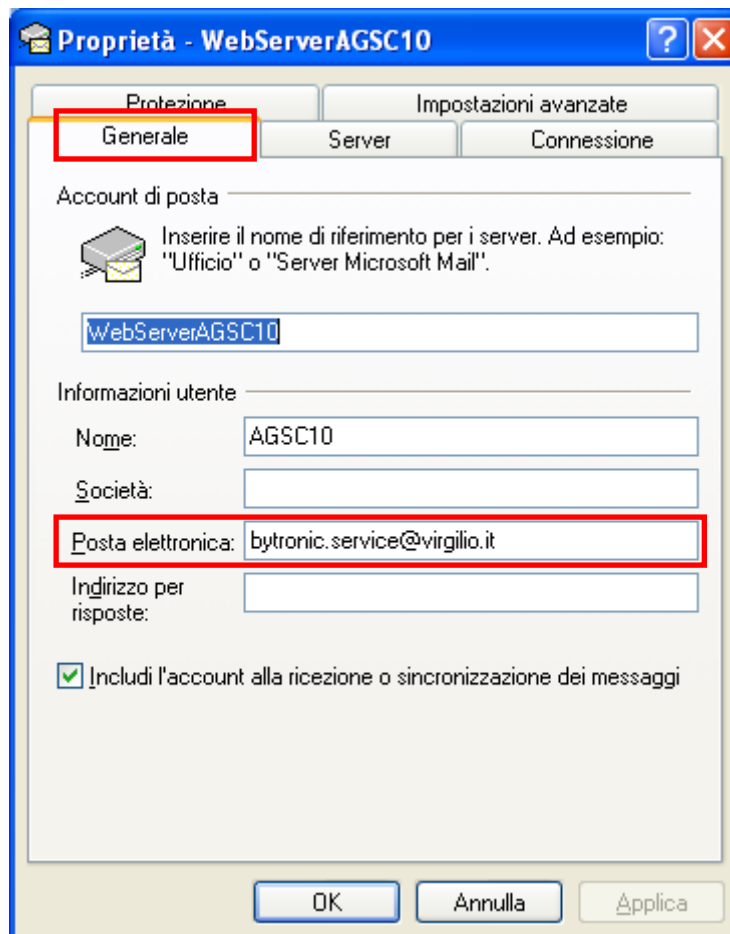 Proprietà - WebServerAGSC10
Protezione
Impostazioni avanzate
Generale
Server
Connessione
Account di posta
Inserire il nome di riferimento per i server. Ad esempio:
"Ufficio" o "Server Microsoft Mail".
WebServerAGSC10
Informazioni utente
Nome: AGSC10
Società:
Posta elettronica: bytronic.service@virgilio.it
Indirizzo per
risposte:
Includi l'account alla ricezione o sincronizzazione dei messaggi
OK
Annulla
Applica